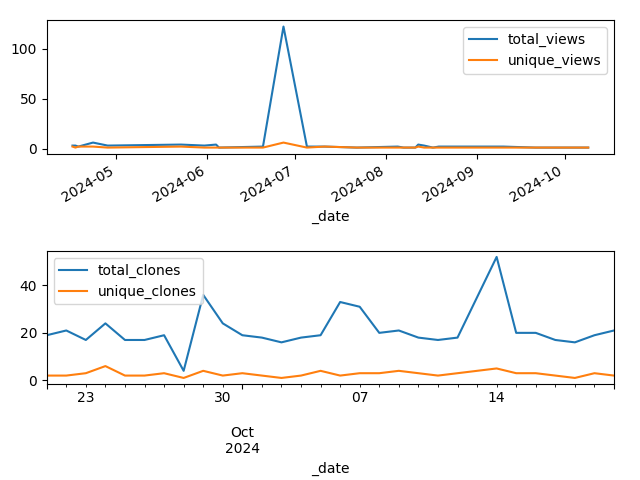 100
50
0
total_views
unique_views
2024-05
2024-06
2024-07
2024-08
2024-09
2024-10
_date
40
20
0
total_clones
unique_clones
23
30
07
14
Oct
2024
_date